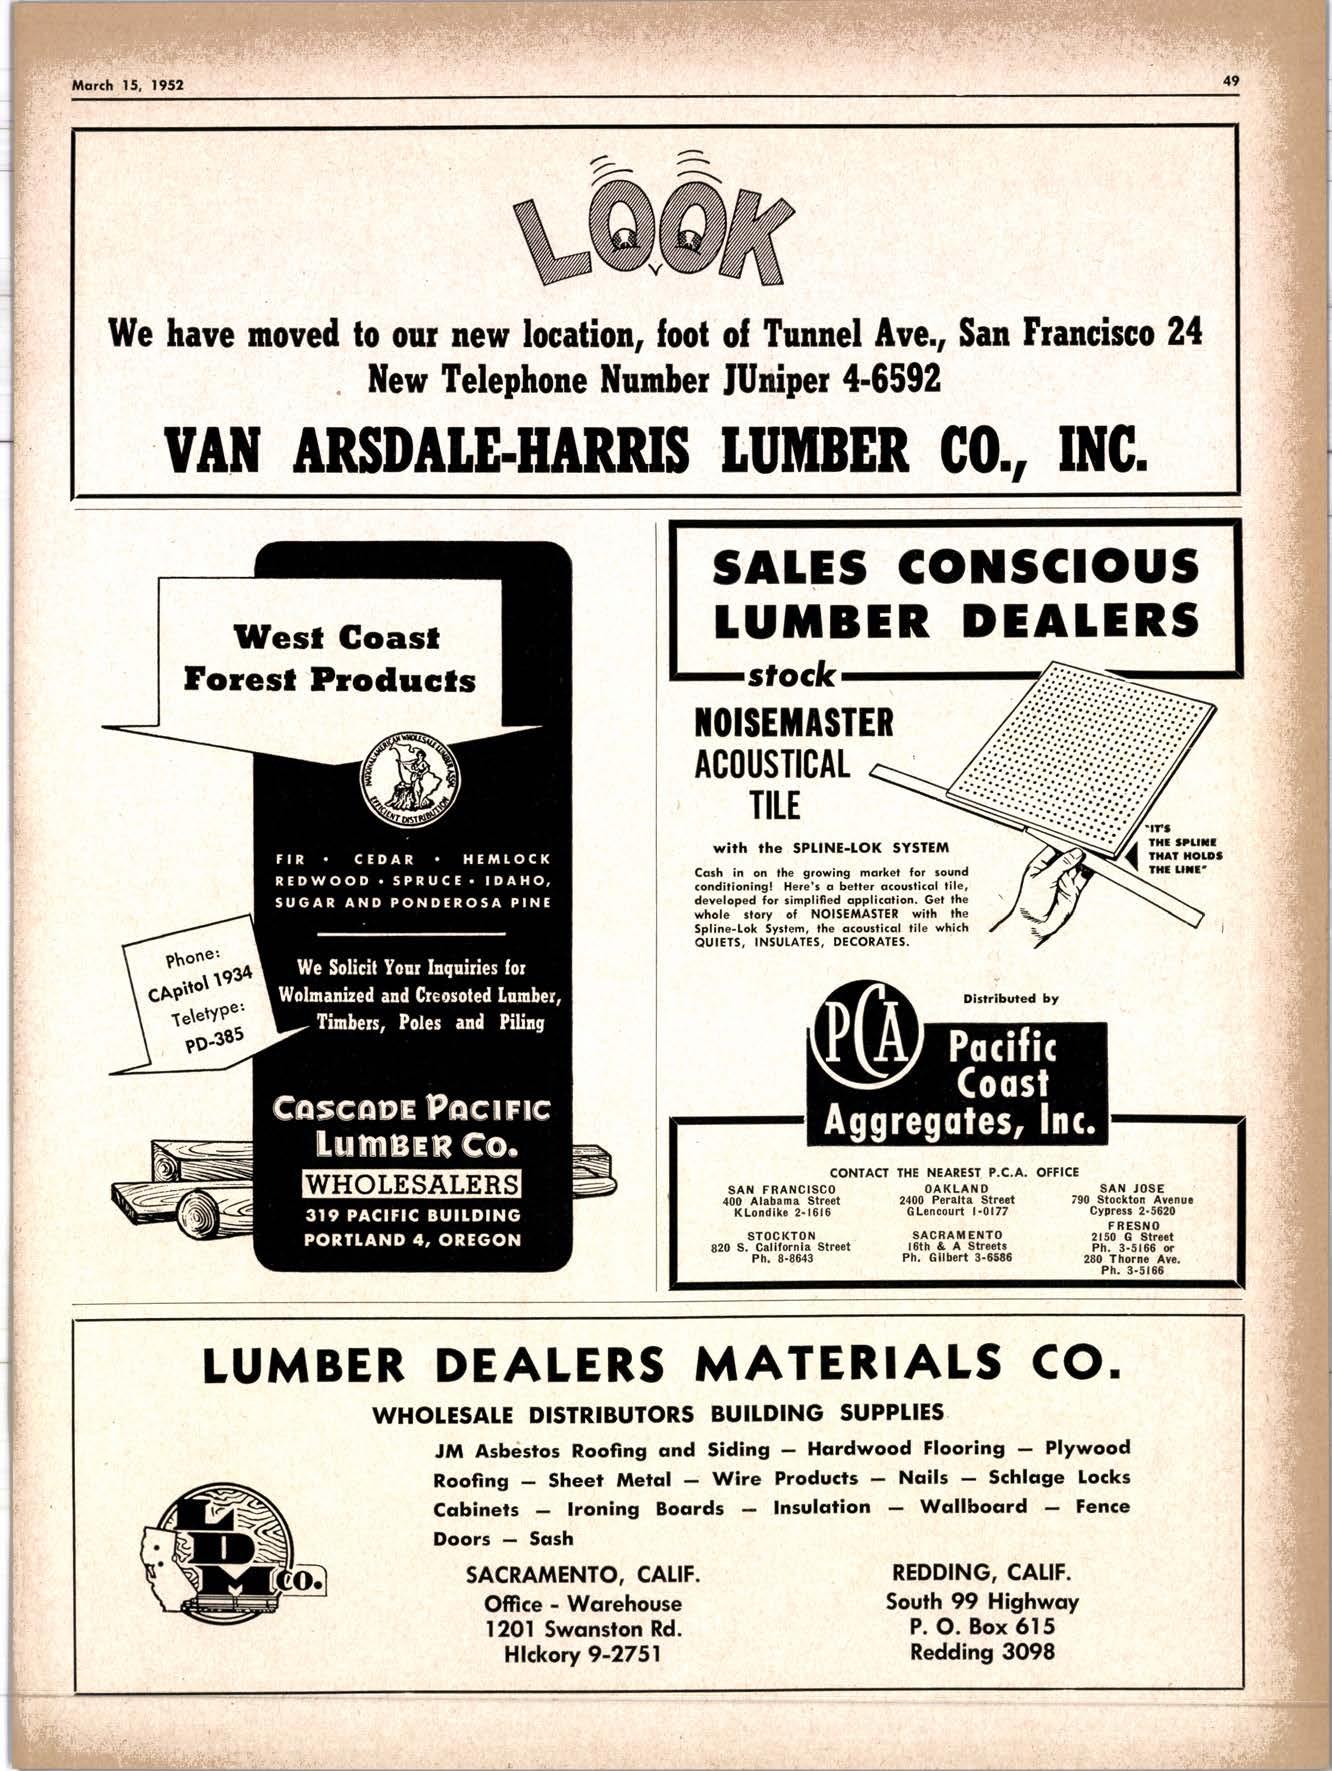 March 15, 1952
49
LOOK
We have moved to our new location, foot of Tunnel Ave., San Francisco 24
New Telephone Number JUniper 4-6592
VAN ARSDALE-HARRIS LUMBER CO., INC.
West Coast
Forest Products
NATIONAL-AMERICAN WHOLESALE LUMBER ASSN.
EFFICIENT DISTRIBUTION
FIR • CEDAR • HEMLOCK
REDWOOD • SPRUCE • IDAHO,
SUGAR AND PONDEROSA PINE
Phone:
CApitol 1934
Teletype:
PD-385
We Solicit Your Inquiries for
Wolmanized and Creosoted Lumber,
Timbers, Poles and Piling
CASCADE PACIFIC
LUMBER CO.
WHOLESALERS
319 PACIFIC BUILDING
PORTLAND 4, OREGON
SALES CONSCIOUS
LUMBER DEALERS
stock
NOISEMASTER
ACOUSTICAL
TILE
with the SPLINE-LOK SYSTEM
Cash in on the growing market for sound
conditioning! Here's a better acoustical tile,
developed for simplified application. Get the
whole story of NOISEMASTER with the
Spline-Lok System, the acoustical tile which
QUIETS, INSULATES, DECORATES.
"IT'S
THE SPLINE
THAT HOLDS
THE LINE"
PCA
Distributed by
Pacific
Coast
Aggregates, Inc.
CONTACT THE NEAREST P.C.A. OFFICE
SAN FRANCISCO
400 Alabama Street
KLondike 2-1616
OAKLAND
2400 Peralta Street
GLencourt 1-0177
SAN JOSE
790 Stockton Avenue
Cypress 2-5620
STOCKTON
820 S. California Street
Ph. 8-8643
SACRAMENTO
16th & A Streets
Ph. Gilbert 3-6586
FRESNO
2150 G Street
Ph. 3-5166 or
280 Thorne Ave.
Ph. 3-5166
LUMBER DEALERS MATERIALS CO.
WHOLESALE DISTRIBUTORS BUILDING SUPPLIES
JM Asbestos Roofing and Siding — Hardwood Flooring — Plywood
Roofing — Sheet Metal — Wire Products — Nails — Schlage Locks
Cabinets — Ironing Boards — Insulation — Wallboard — Fence
Doors — Sash
LDM CO.
SACRAMENTO, CALIF.
Office - Warehouse
1201 Swanston Rd.
HIckory 9-2751
REDDING, CALIF.
South 99 Highway
P. O. Box 615
Redding 3098